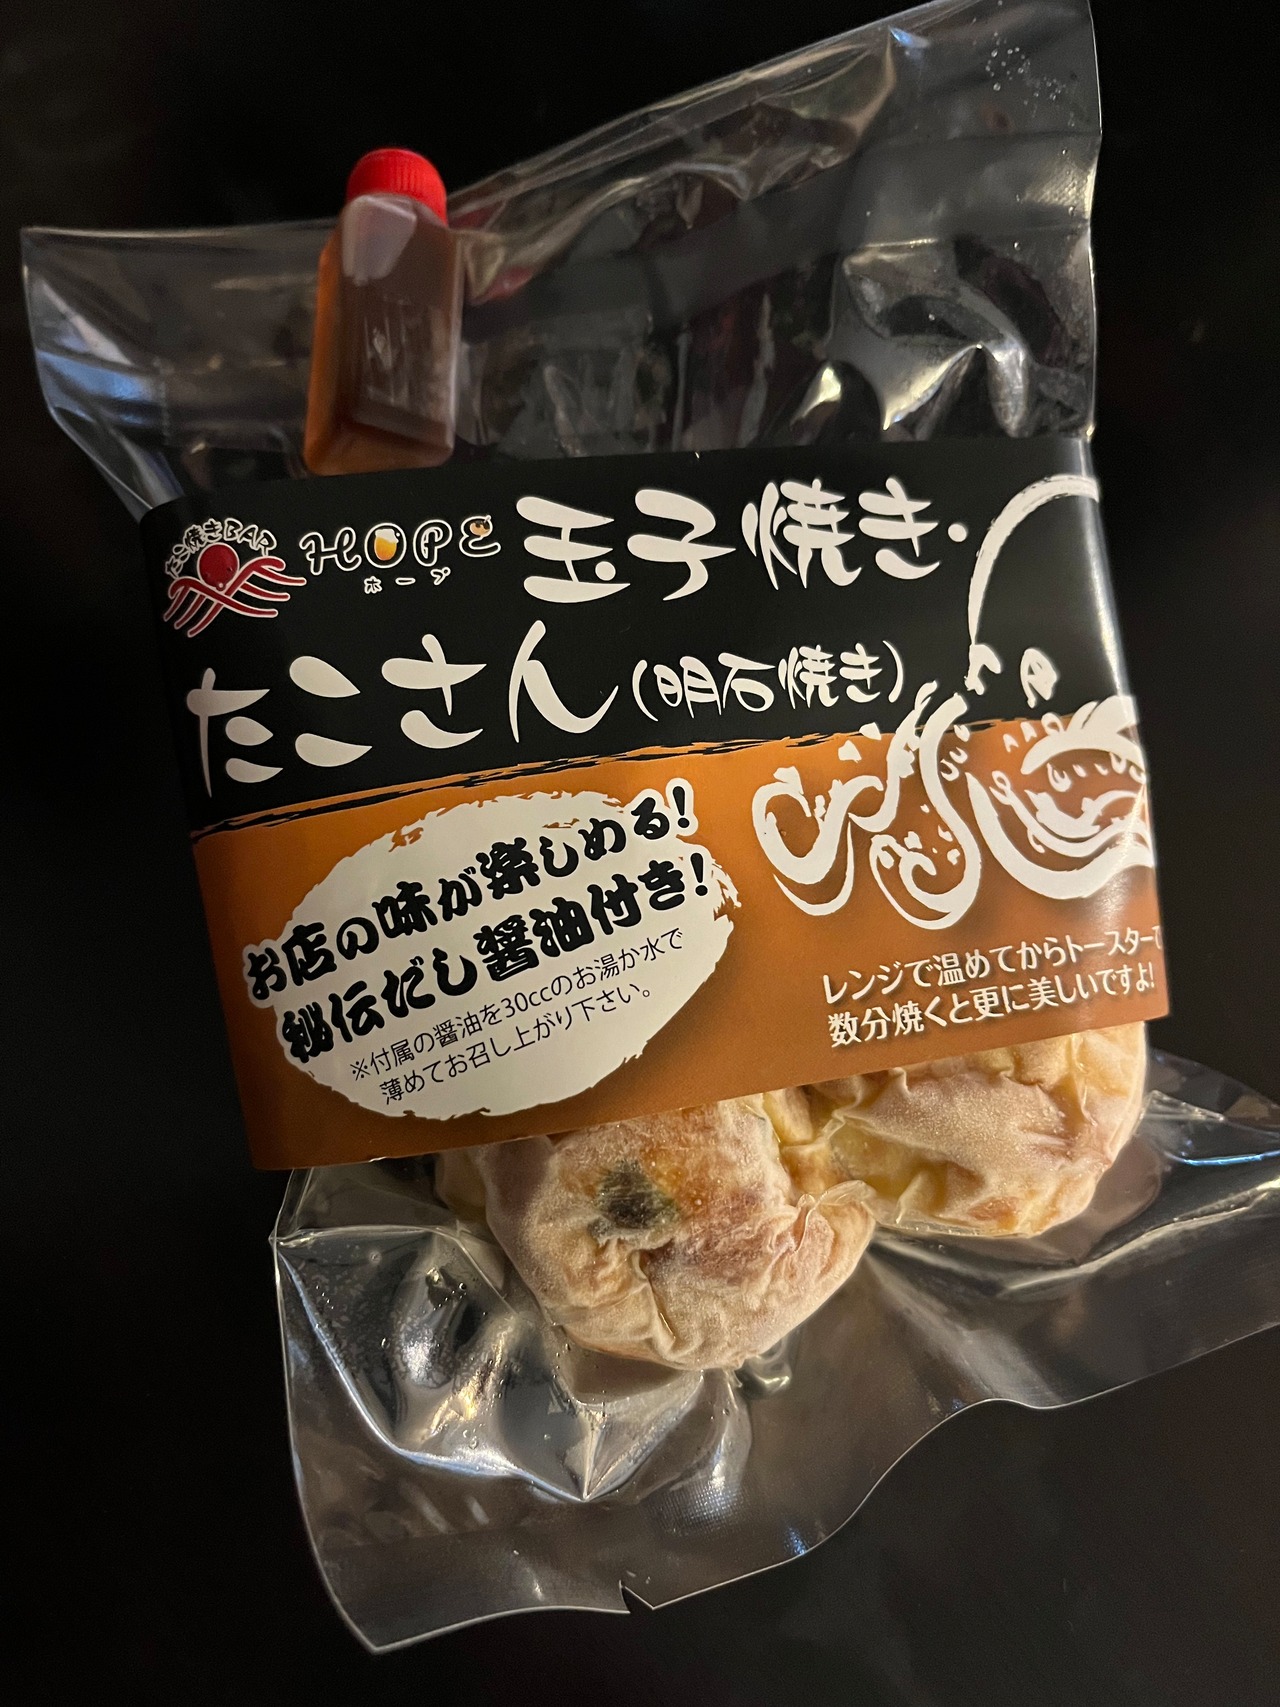 たこ焼きBAR
HOPE
ホープ
玉子焼き
たこさん(明石焼き)
お店の味が楽しめる!
秘伝だし醤油付き!
※付属の醤油を30ccのお湯か水で
薄めてお召し上がり下さい。
レンジで温めてからトースターで
数分焼くと更に美しいですよ!